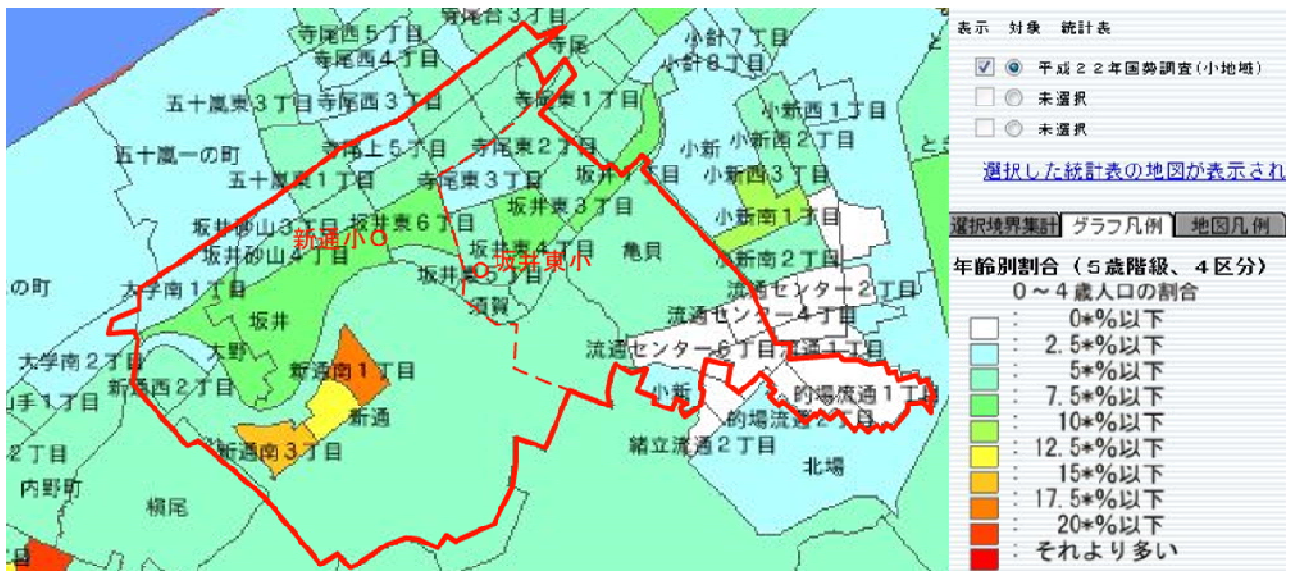 寺尾台3丁目
寺尾西5丁目
寺尾
小針7丁目
と
寺尾西4丁目
小針8丁目
五十嵐東3丁目
寺尾西3丁目
寺尾東1丁目
小新西1丁目
五十嵐一の町
寺尾上5丁目
寺尾東2丁目
小新
小新西2丁目
とき
五十嵐東1丁目
寺尾東3丁目
小新西3丁目
坂井砂山3丁目
坂井東6丁目
坂井東3丁目
小新南1丁目
新通小
坂井砂山4丁目
坂井東4丁目
坂井東小
亀貝
小新南2丁目
の町
大学南1丁目
須賀
流通センター2丁目
坂井
流通センター4丁目
大学南2丁目
大野
新通南1丁目
流通センター6丁目
流通1丁目
山手1丁目
新通西2丁目
小新
的場流通1丁目
新通
的場流通2丁目
2丁目
新通南3丁目
緒立流通2丁目
北場
内野町
槇尾
表示 対象 統計表
平成22年国勢調査(小地域)
未選択
未選択
選択した統計表の地図が表示され
選択境界集計 グラフ凡例 地図凡例
年齢別割合(5歳階級、4区分)
0~4歳人口の割合
: 0*%以下
: 2.5*%以下
: 5*%以下
: 7.5*%以下
: 10*%以下
: 12.5*%以下
: 15*%以下
: 17.5*%以下
: 20*%以下
: それより多い